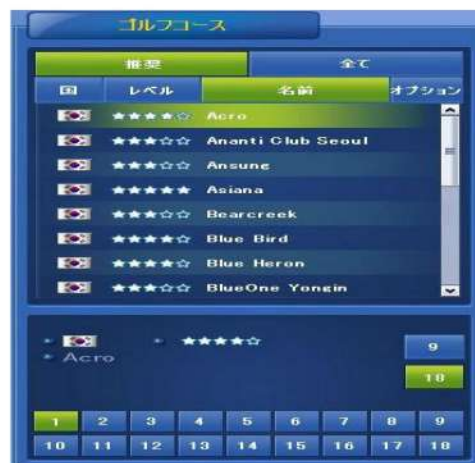 ゴルフコース
推奨 全て
国 レベル 名前 オプション
★★★★☆ Acro
★★★☆☆ Ananti Club Seoul
★★★☆☆ Ansung
★★★★★ Asiana
★★★☆☆ Bearcreek
★★★★☆ Blue Bird
★★★★☆ Blue Heron
★★★☆☆ BlueOne Yongin
★★★★☆
9
Acro
18
1 2 3 4 5 6 7 8 9
10 11 12 13 14 15 16 17 18